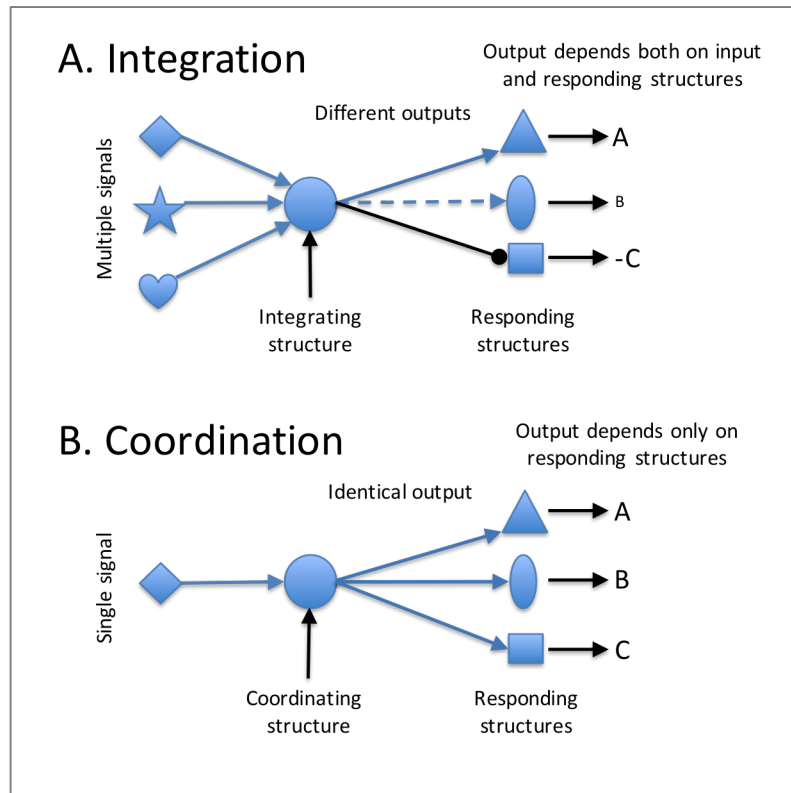 A. Integration
Output depends both on input
and responding structures
Different outputs
Multiple signals
A
B
-C
Integrating
structure
Responding
structures
B. Coordination
Output depends only on
responding structures
Identical output
Single signal
A
B
C
Coordinating
structure
Responding
structures